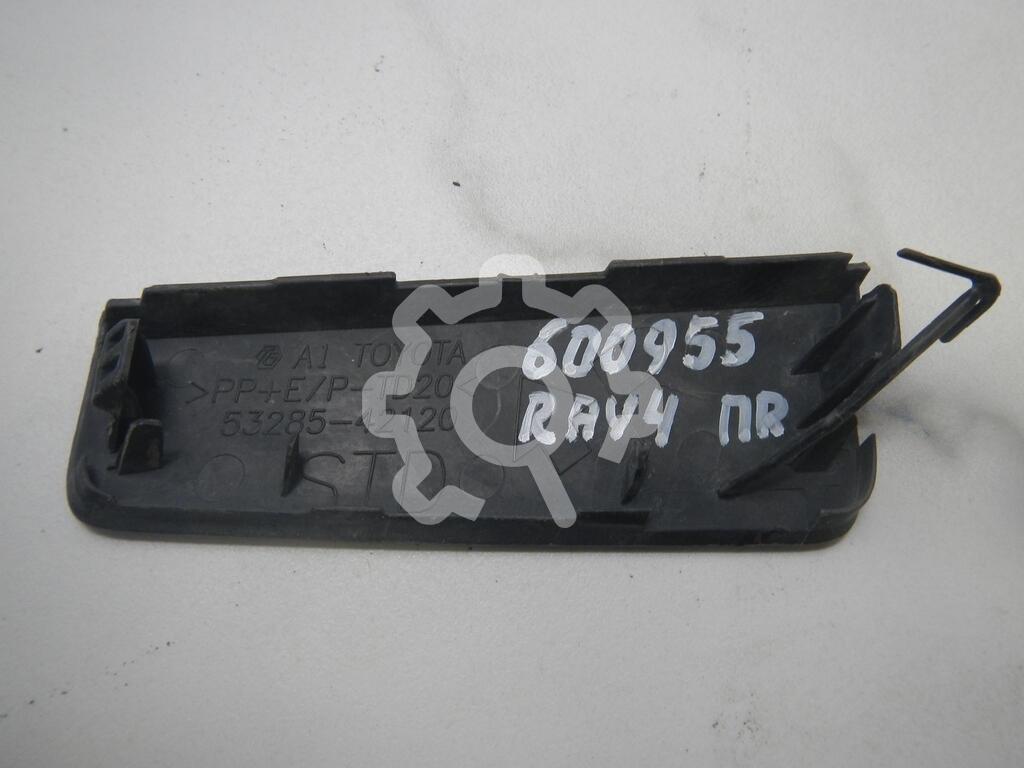 A1 TOYOTA
>PP+E/P-TD20<
53285-42120
STD
600955
RAV4 ПR